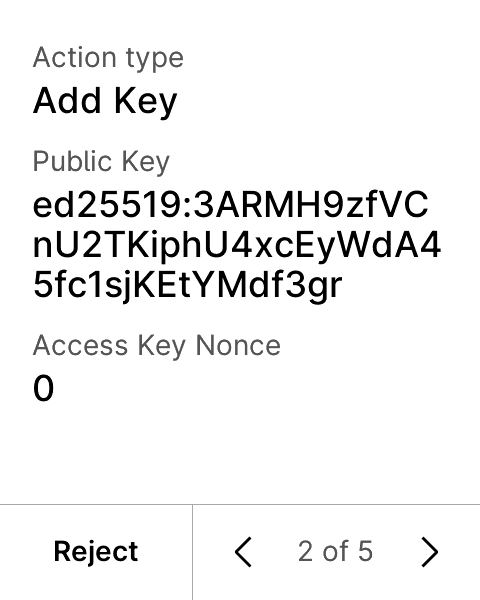 Action type
Add Key
Public Key
ed25519:3ARMH9zfVC
nU2TKiphU4xcEyWdA4
5fc1sjKEtYMdf3gr
Access Key Nonce
0
Reject
2 of 5